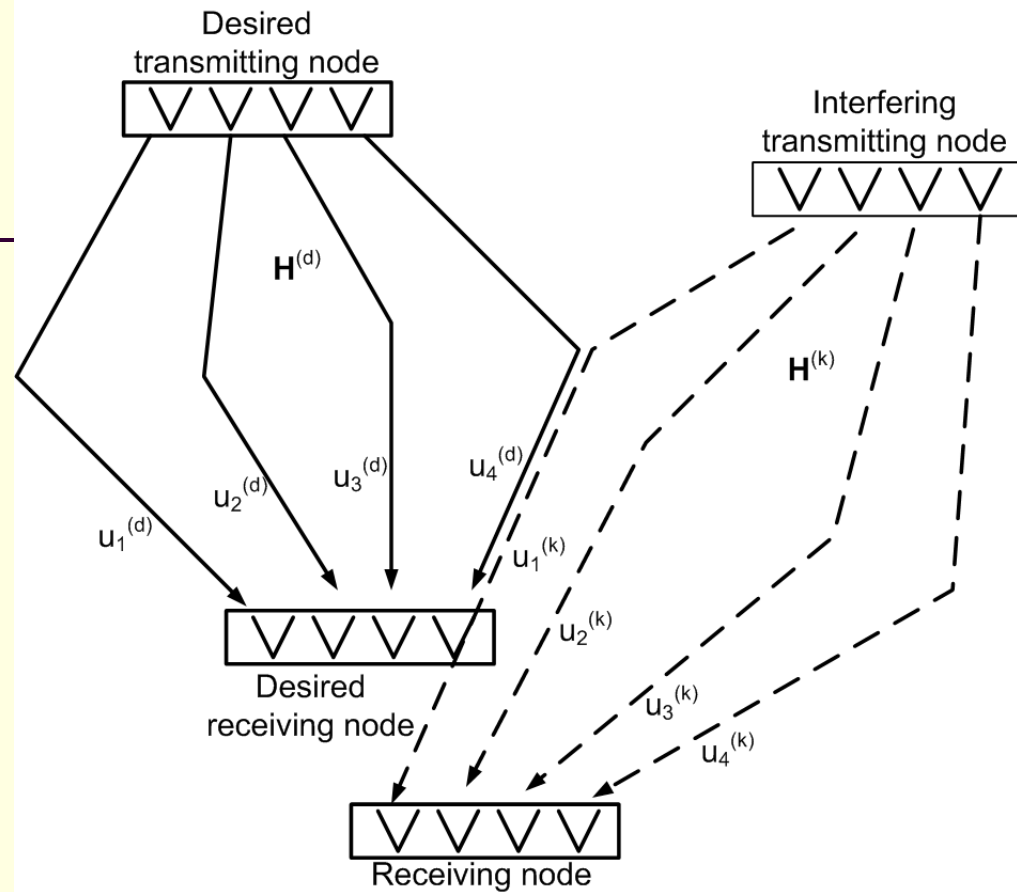 Desired
transmitting node
Interfering
transmitting node
H(d)
H(k)
u4(d)
u3(d)
u2(d)
u1(d)
u1(k)
u2(k)
Desired
receiving node
u3(k)
u4(k)
Receiving node